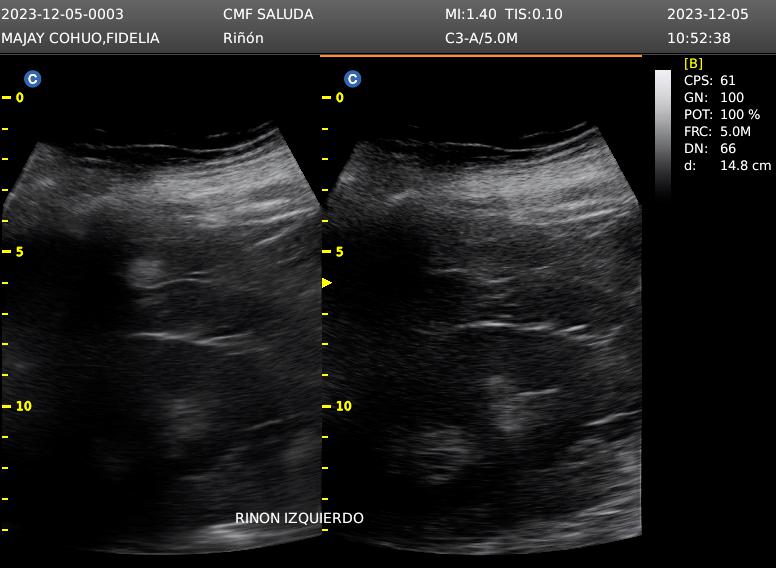 2023-12-05-0003 CMF SALUDA MI:1.40 TIS:0.10 2023-12-05
MAJAY COHUO,FIDELIA Riñón C3-A/5.0M 10:52:38
[B]
CPS: 61
GN: 100
POT: 100 %
FRC: 5.0M
DN: 66
d: 14.8 cm
C C
0 0
5 5
10 10
RINON IZQUIERDO